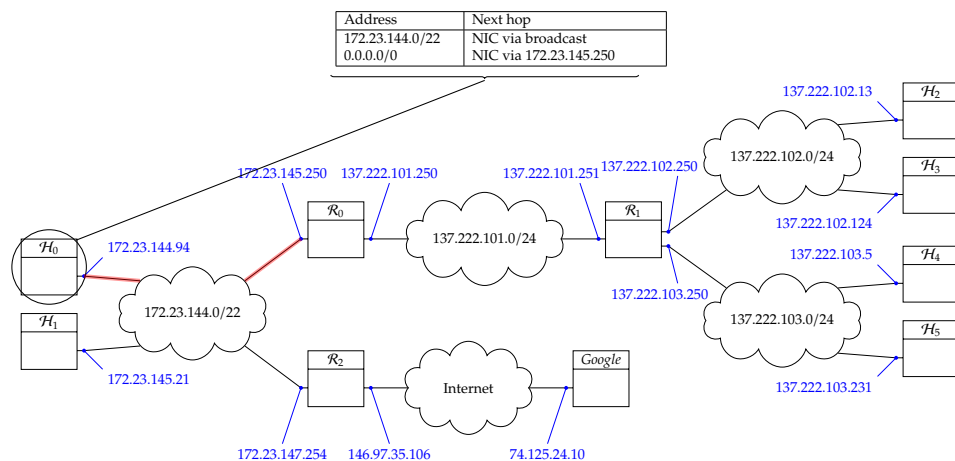 Address Next hop
172.23.144.0/22 NIC via broadcast
0.0.0.0/0 NIC via 172.23.145.250
137.222.102.13
H2
137.222.102.0/24
172.23.145.250 137.222.101.250 137.222.101.251 137.222.102.250
H3
R0
R1
137.222.102.124
H0
172.23.144.94
137.222.101.0/24
137.222.103.5
H4
137.222.103.250
172.23.144.0/22
137.222.103.0/24
H1
H5
172.23.145.21
R2
Google
Internet
137.222.103.231
172.23.147.254 146.97.35.106 74.125.24.10